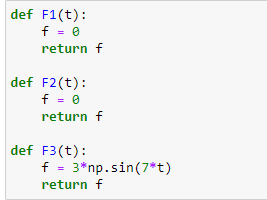 def F1(t):
    f = 0
    return f

def F2(t):
    f = 0
    return f

def F3(t):
    f = 3*np.sin(7*t)
    return f